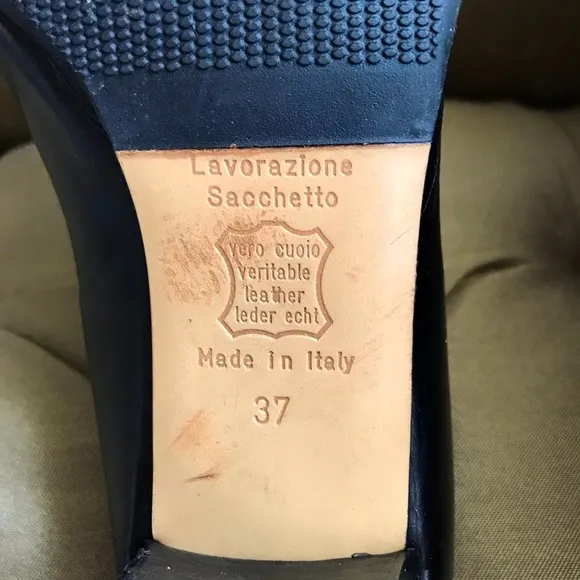 Lavorazione
Sacchetto
vero cuoio
veritable
leather
leder echt
Made in Italy
37